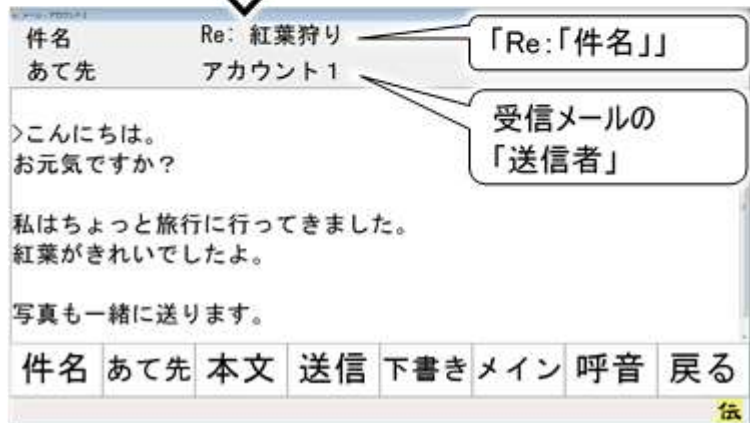 件名 Re: 紅葉狩り
「Re:「件名」」
あて先 アカウント1
受信メールの
「送信者」
>こんにちは。
お元気ですか？
私はちょっと旅行に行ってきました。
紅葉がきれいでしたよ。
写真も一緒に送ります。
件名 あて先 本文 送信 下書き メイン 呼音 戻る
伝